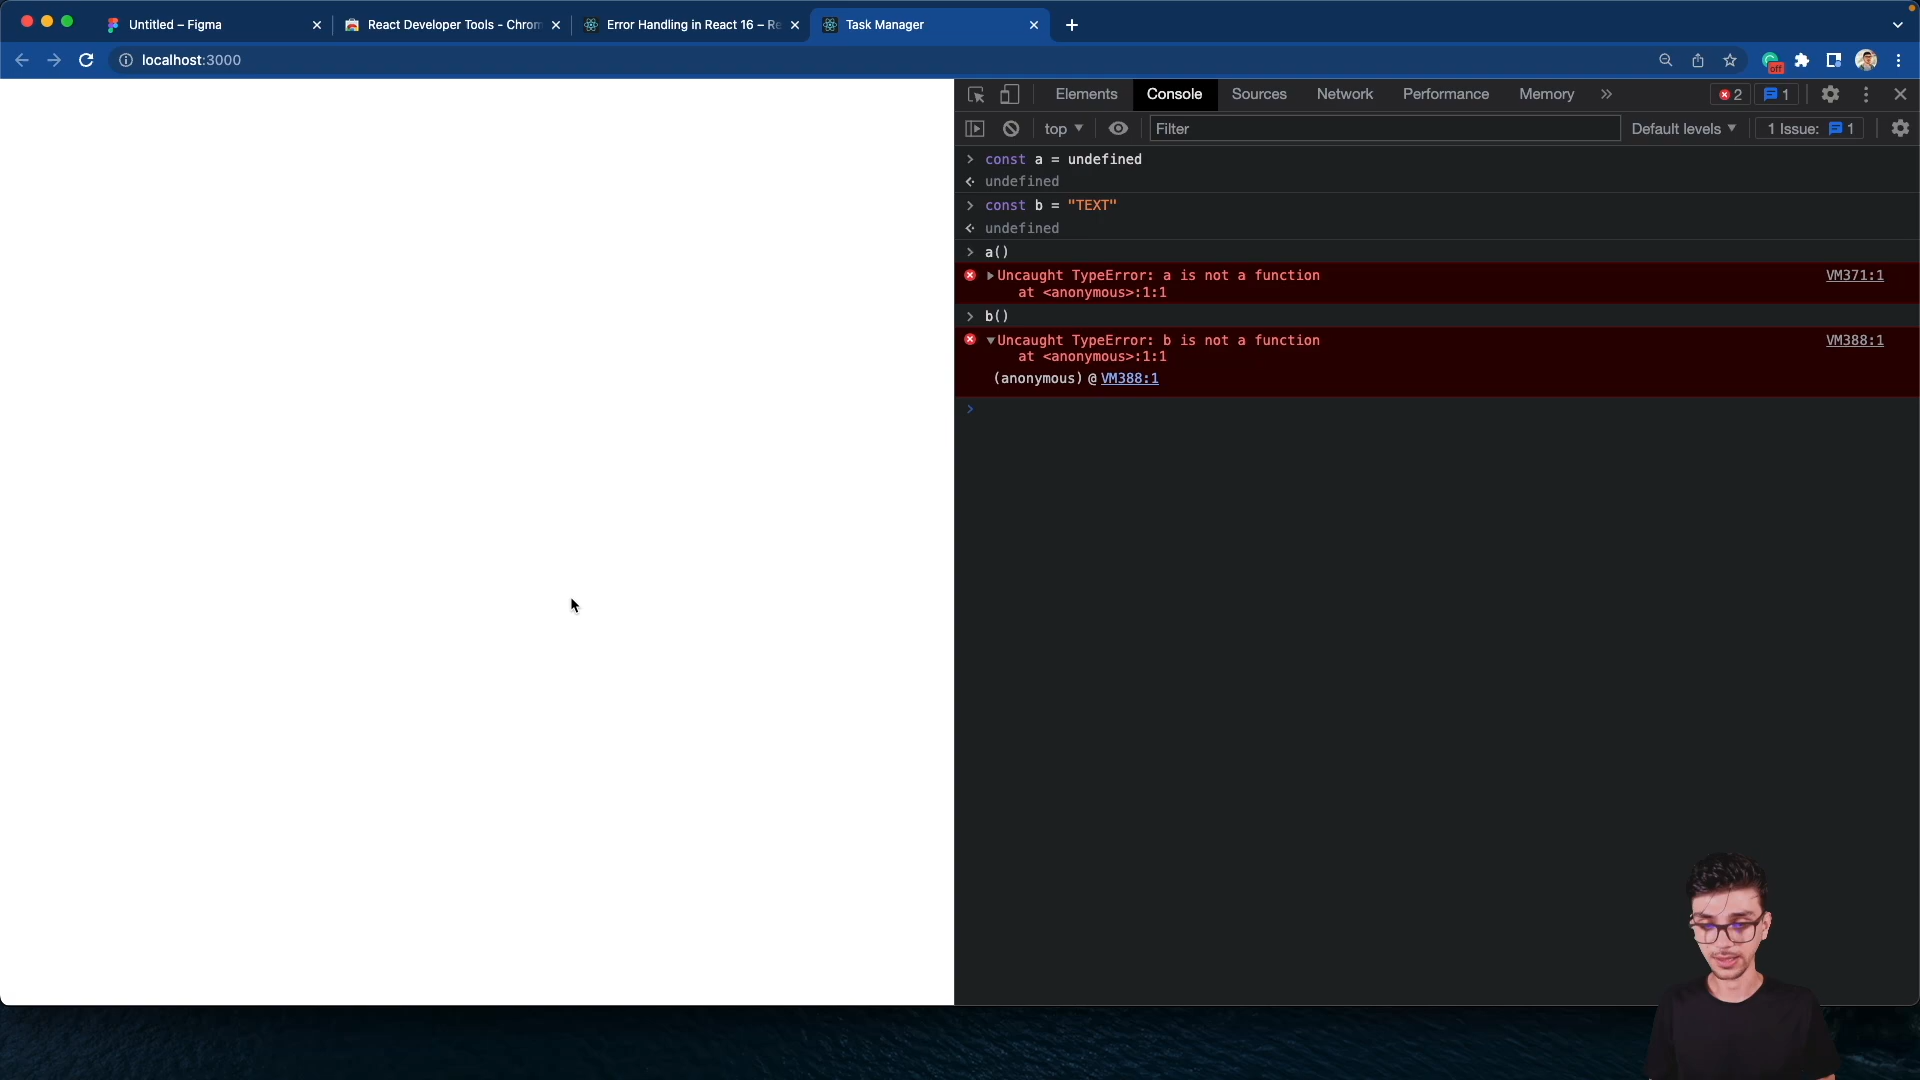 Untitled – Figma
React Developer Tools - Chrom
Error Handling in React 16 – Re
Task Manager
localhost:3000
off
Elements
Console
Sources
Network
Performance
Memory
2
1
top
Filter
Default levels
1 Issue:
1
const a = undefined
undefined
const b = "TEXT"
undefined
a()
Uncaught TypeError: a is not a function
VM371:1
at <anonymous>:1:1
b()
Uncaught TypeError: b is not a function
VM388:1
at <anonymous>:1:1
(anonymous) @ VM388:1